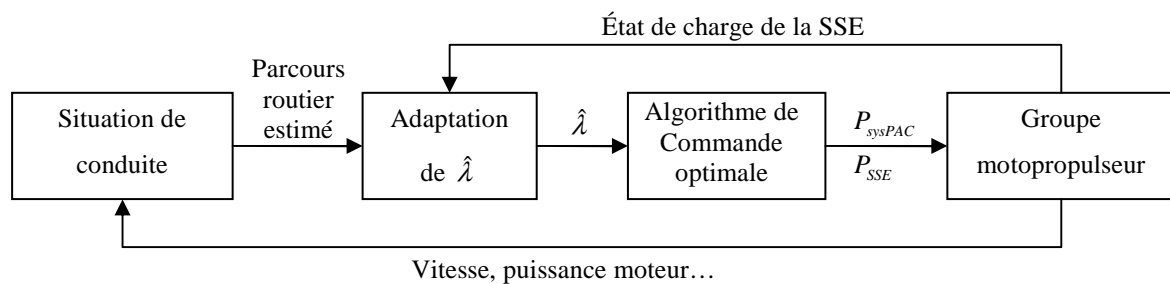 État de charge de la SSE
Parcours
routier
estimé
Situation de
conduite
Adaptation
de λ̂
λ̂
Algorithme de
Commande
optimale
P_sysPAC
P_SSE
Groupe
motopropulseur
Vitesse, puissance moteur…